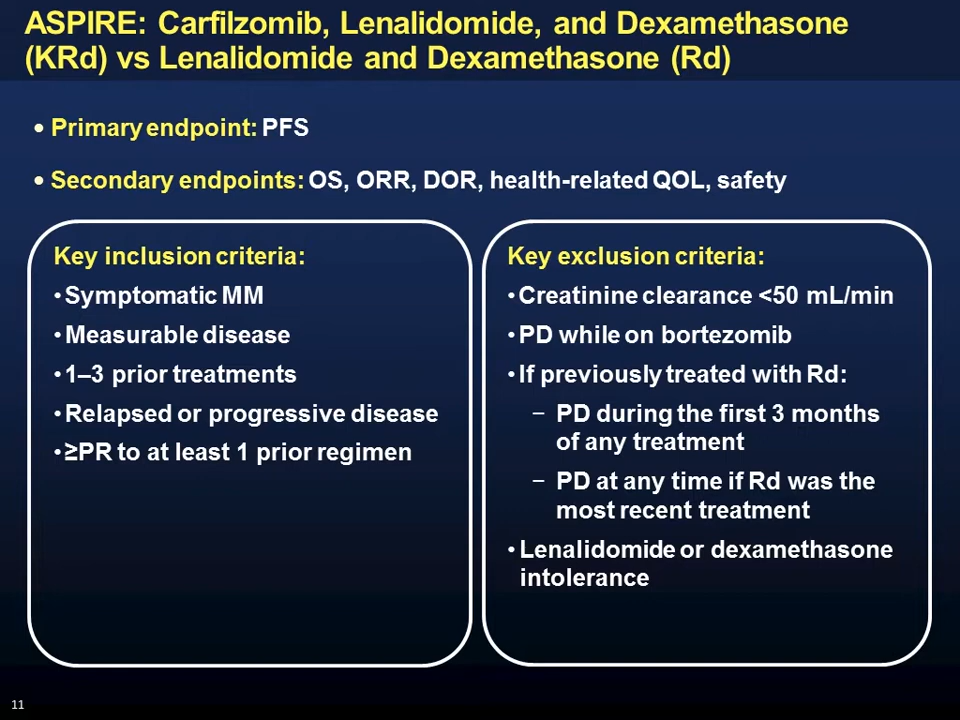 ASPIRE: Carfilzomib, Lenalidomide, and Dexamethasone
(KRd) vs Lenalidomide and Dexamethasone (Rd)
• Primary endpoint: PFS
• Secondary endpoints: OS, ORR, DOR, health-related QOL, safety
Key inclusion criteria:
• Symptomatic MM
• Measurable disease
• 1–3 prior treatments
• Relapsed or progressive disease
• ≥PR to at least 1 prior regimen
Key exclusion criteria:
• Creatinine clearance <50 mL/min
• PD while on bortezomib
• If previously treated with Rd:
− PD during the first 3 months
of any treatment
− PD at any time if Rd was the
most recent treatment
• Lenalidomide or dexamethasone
intolerance
11